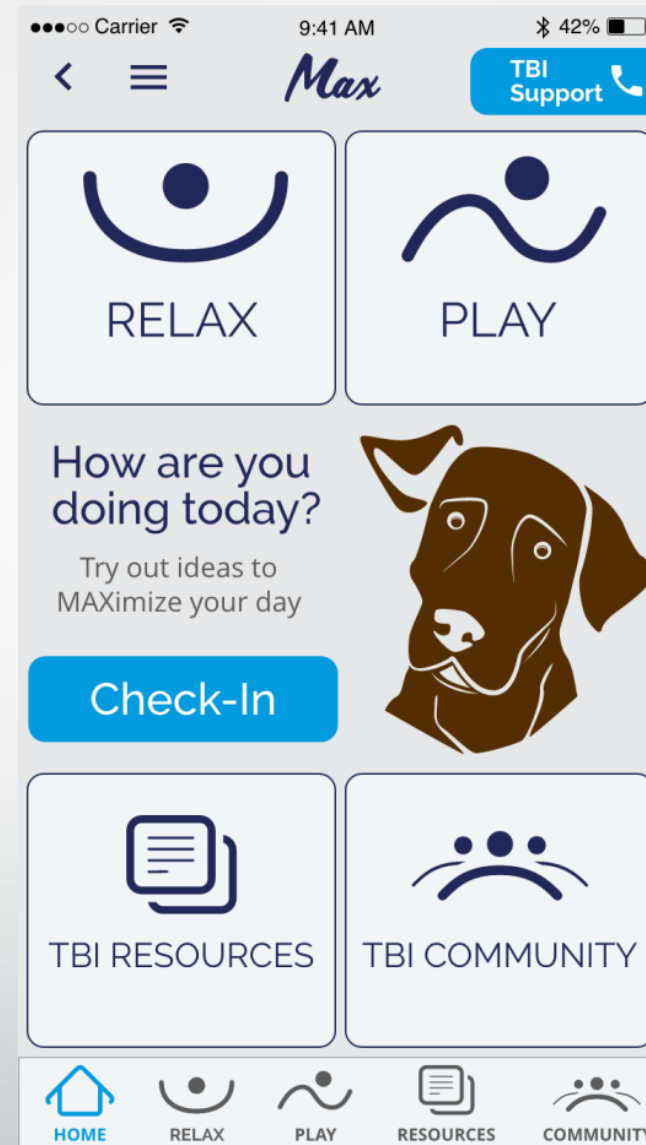 Carrier 9:41 AM 42%
Max
TBI
Support
RELAX PLAY
How are you
doing today?
Try out ideas to
MAXimize your day
Check-In
TBI RESOURCES TBI COMMUNITY
HOME RELAX PLAY RESOURCES COMMUNITY